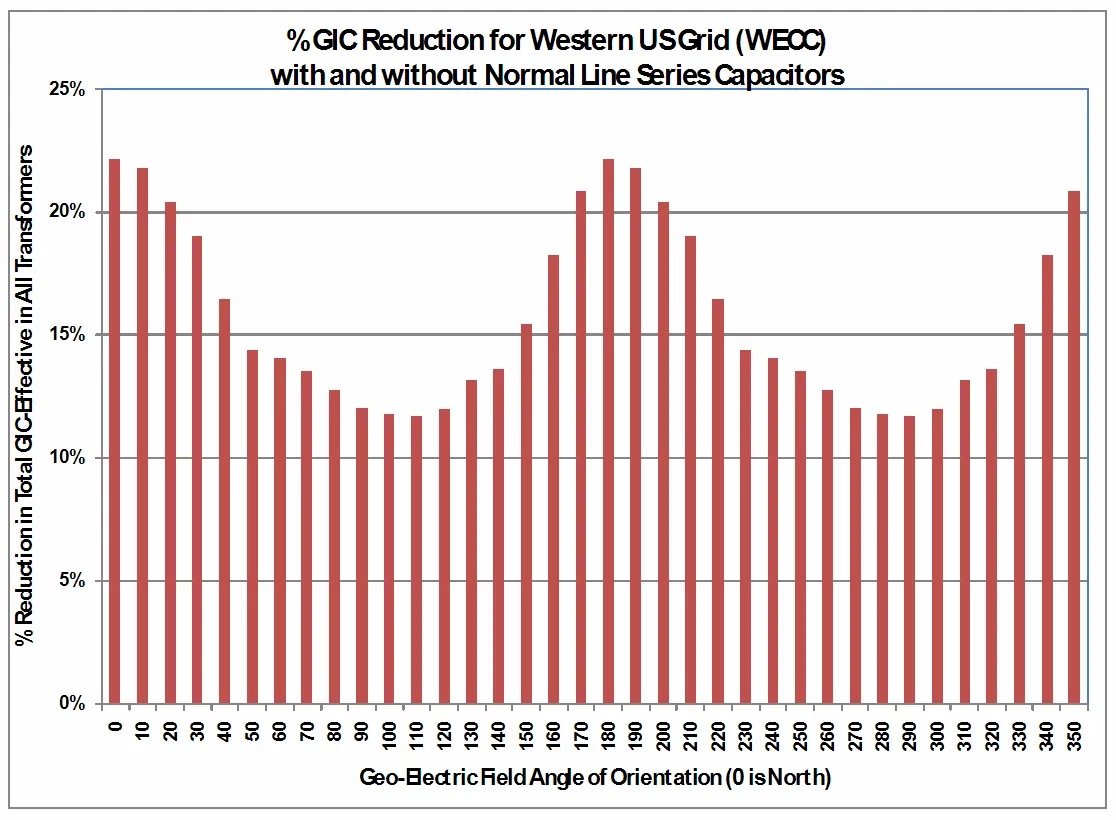 % GIC Reduction for Western US Grid (WECC)
with and without Normal Line Series Capacitors
% Reduction in Total GIC-Effective in All Transformers
25%
20%
15%
10%
5%
0%
0 10 20 30 40 50 60 70 80 90 100 110 120 130 140 150 160 170 180 190 200 210 220 230 240 250 260 270 280 290 300 310 320 330 340 350
Geo-Electric Field Angle of Orientation (0 is North)